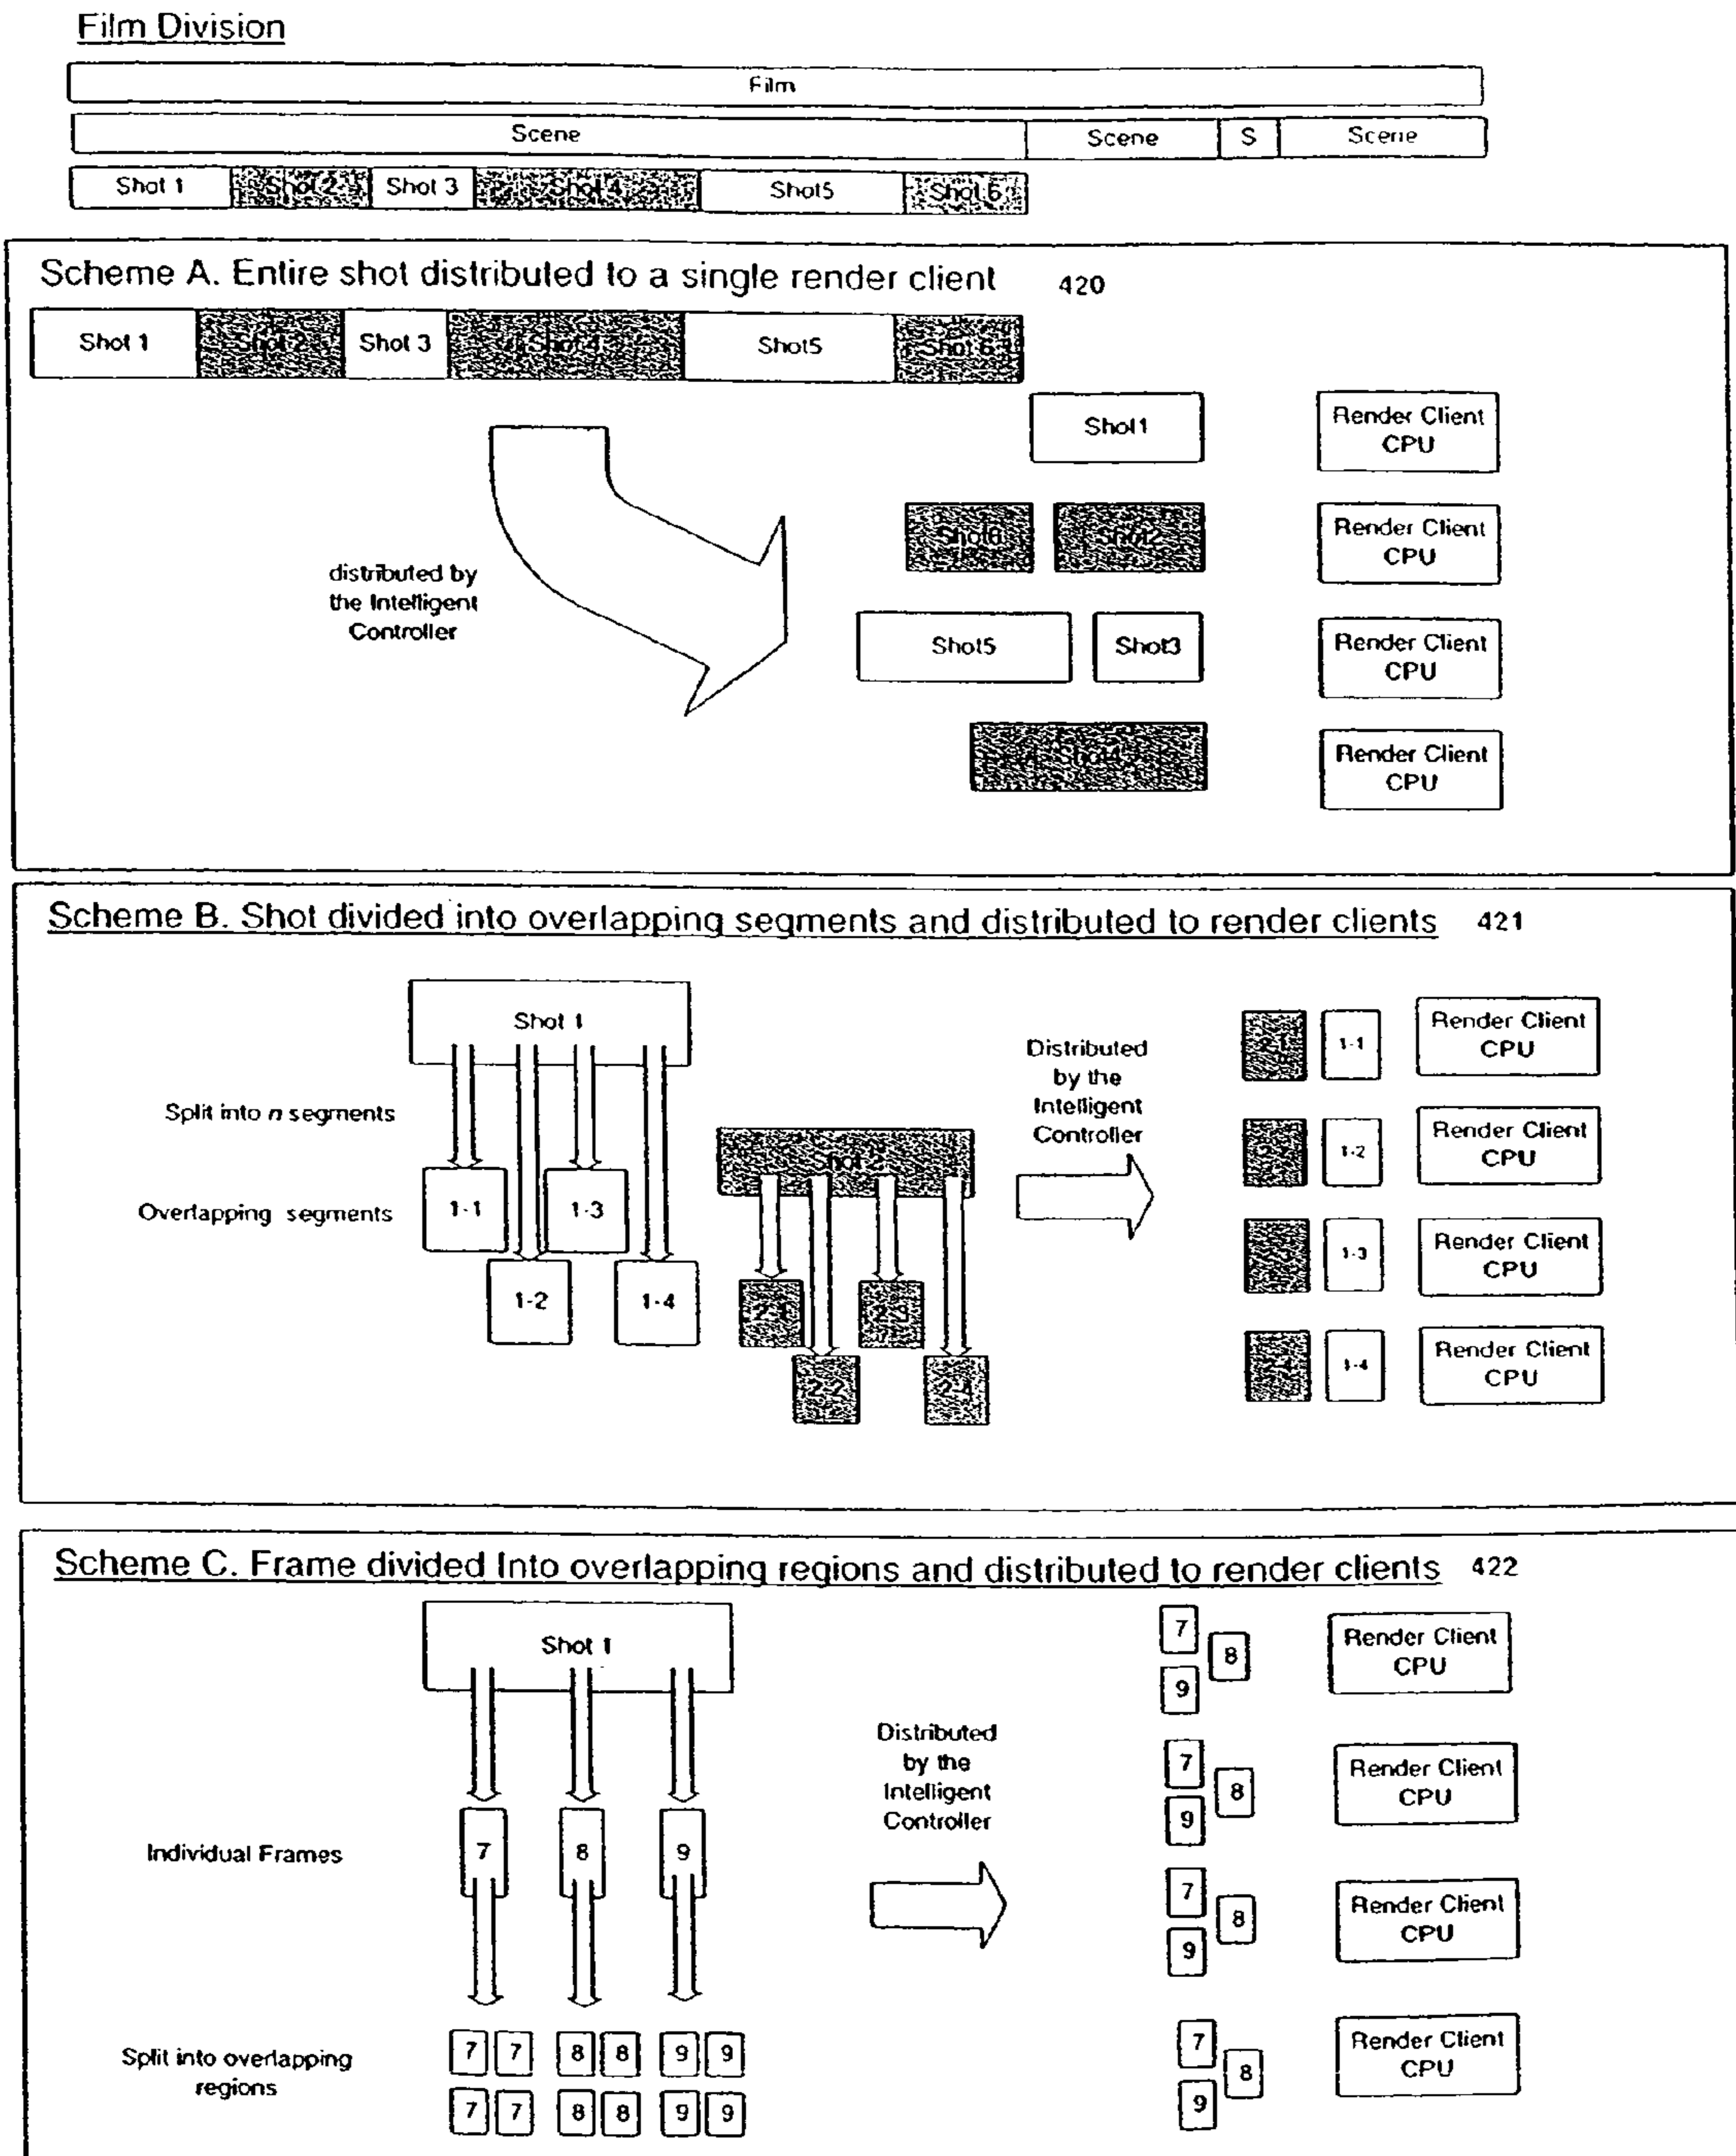 Film Division
Film
Scene Scene S Scene
Shot 1 Shot 2 Shot 3 Shot 4 Shot5 Shot 6
Scheme A. Entire shot distributed to a single render client 420
Shot 1 Shot 2 Shot 3 Shot 4 Shot5 Shot 6
Shot1
Render Client
CPU
Shot6 Shot2
Render Client
CPU
distributed by
the Intelligent
Controller
Shot5 Shot3
Render Client
CPU
Shot4
Render Client
CPU
Scheme B. Shot divided into overlapping segments and distributed to render clients 421
Shot 1
Split into n segments
Overlapping segments
1-1 1-3
1-2 1-4
Shot 2
2-1
2-2
Distributed
by the
Intelligent
Controller
2-1 1-1
Render Client
CPU
1-2
Render Client
CPU
1-3
Render Client
CPU
1-4
Render Client
CPU
Scheme C. Frame divided Into overlapping regions and distributed to render clients 422
Shot 1
Individual Frames
7 8 9
Split into overlapping
regions
7 7 8 8 9 9
7 7 8 8 9 9
Distributed
by the
Intelligent
Controller
7 8
9
Render Client
CPU
7 8
9
Render Client
CPU
7 8
9
Render Client
CPU
7 8
9
Render Client
CPU